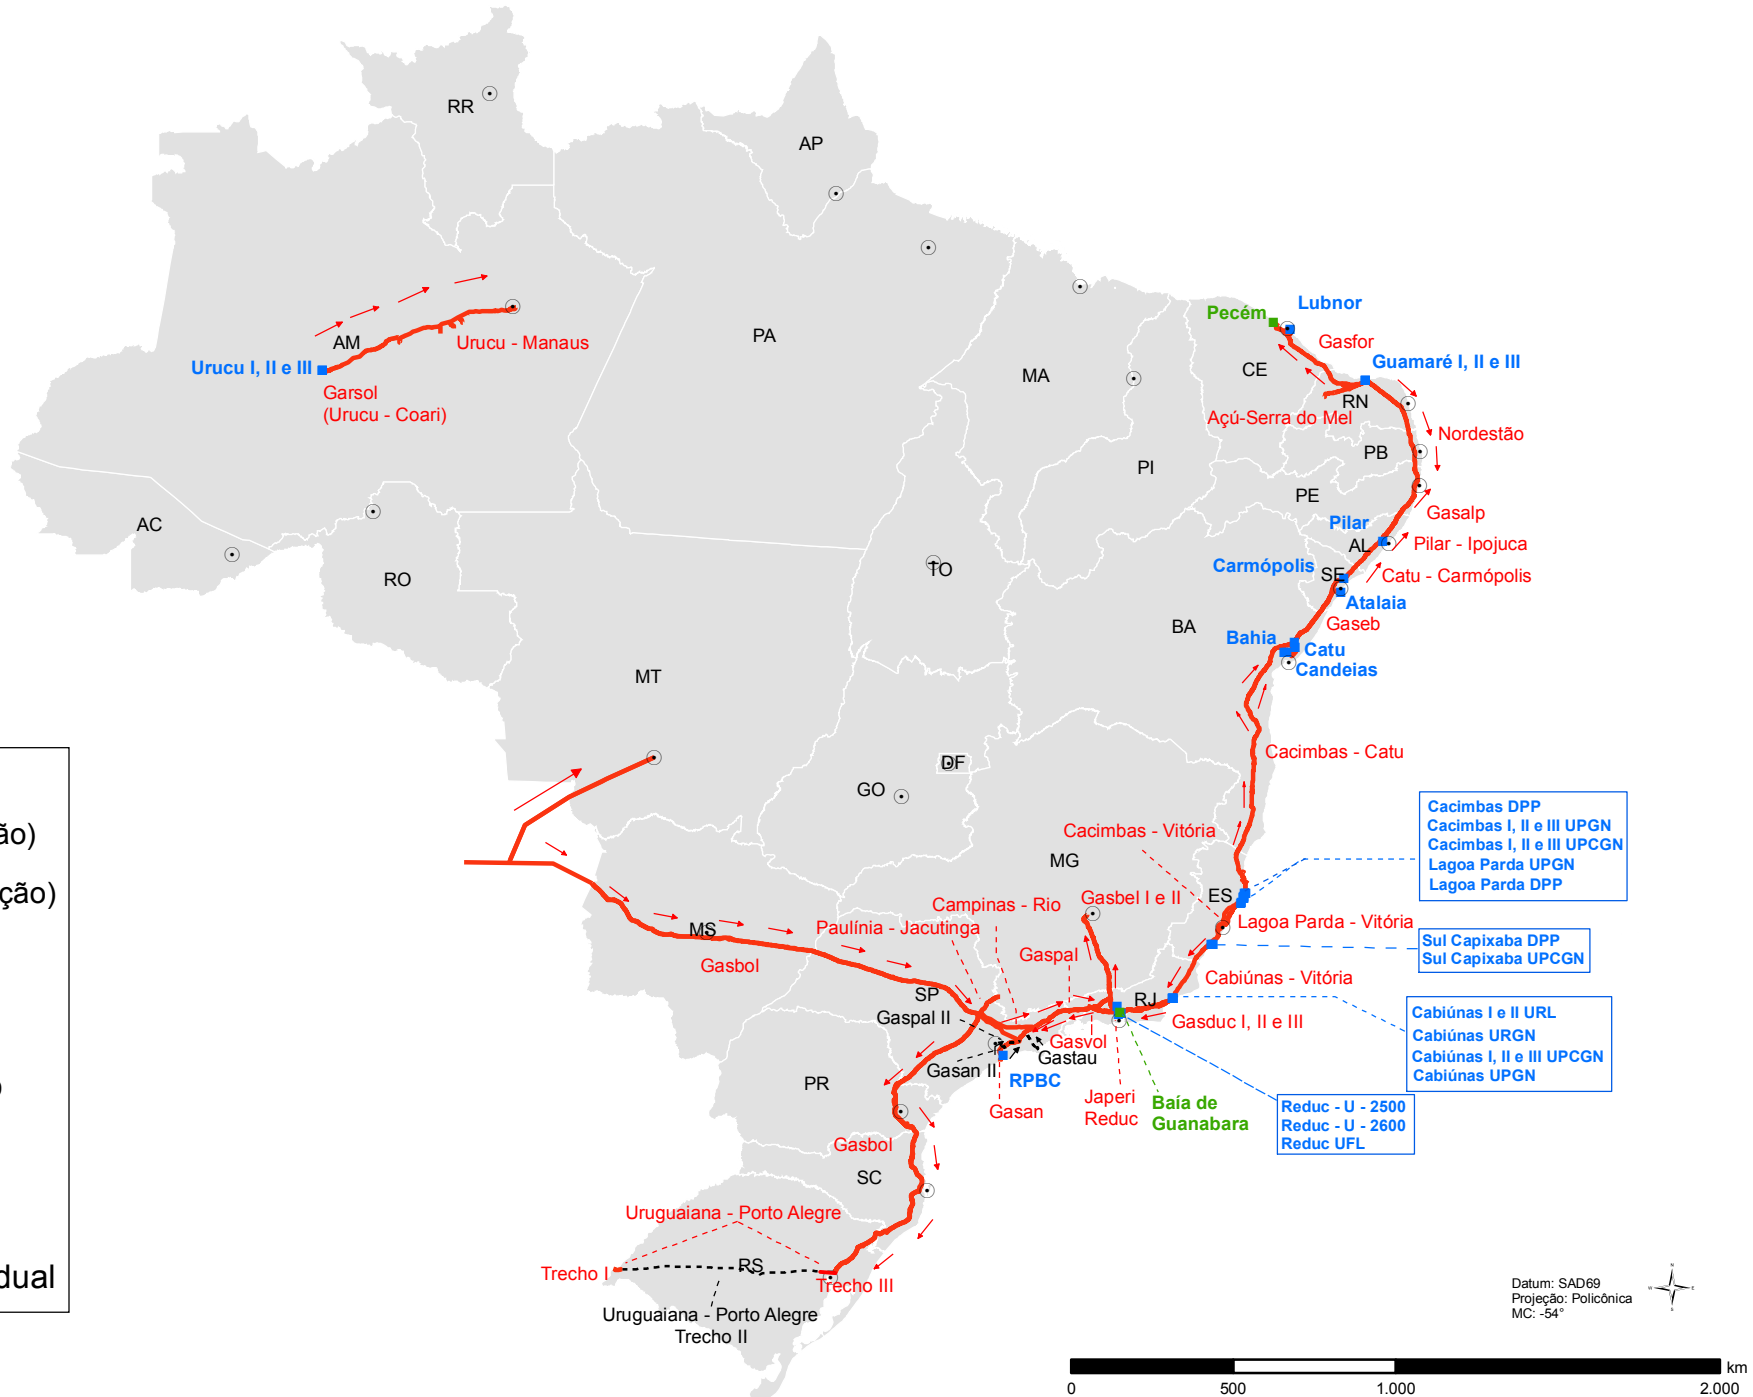 RR
AP
AM
Urucu - Manaus
Urucu I, II e III
Garsol
(Urucu - Coari)
PA
MA
Pecém
Lubnor
Gasfor
CE
Guamaré I, II e III
RN
Açú-Serra do Mel
Nordestão
PB
PI
PE
Gasalp
Pilar
AL
Pilar - Ipojuca
Carmópolis
SE
Catu - Carmópolis
Atalaia
Gaseb
AC
RO
TO
BA
Bahia
Catu
Candeias
MT
DF
GO
Cacimbas - Catu
ão)
ção)
o
dual
Cacimbas DPP
Cacimbas I, II e III UPGN
Cacimbas I, II e III UPCGN
Lagoa Parda UPGN
Lagoa Parda DPP
Cacimbas - Vitória
MG
ES
Gasbel I e II
Campinas - Rio
Paulínia - Jacutinga
Lagoa Parda - Vitória
MS
Gasbol
Gaspal
Sul Capixaba DPP
Sul Capixaba UPCGN
Cabiúnas - Vitória
SP
RJ
Gaspal II
Gasduc I, II e III
Cabiúnas I e II URL
Cabiúnas URGN
Cabiúnas I, II e III UPCGN
Cabiúnas UPGN
Gasvol
Gastau
Gasan II
RPBC
PR
Gasan
Japeri
Reduc
Baía de
Guanabara
Reduc - U - 2500
Reduc - U - 2600
Reduc UFL
Gasbol
SC
Uruguaiana - Porto Alegre
RS
Trecho I
Trecho III
Uruguaiana - Porto Alegre
Trecho II
Datum: SAD69
Projeção: Policônica
MC: -54°
N
W
E
S
km
0
500
1.000
2.000